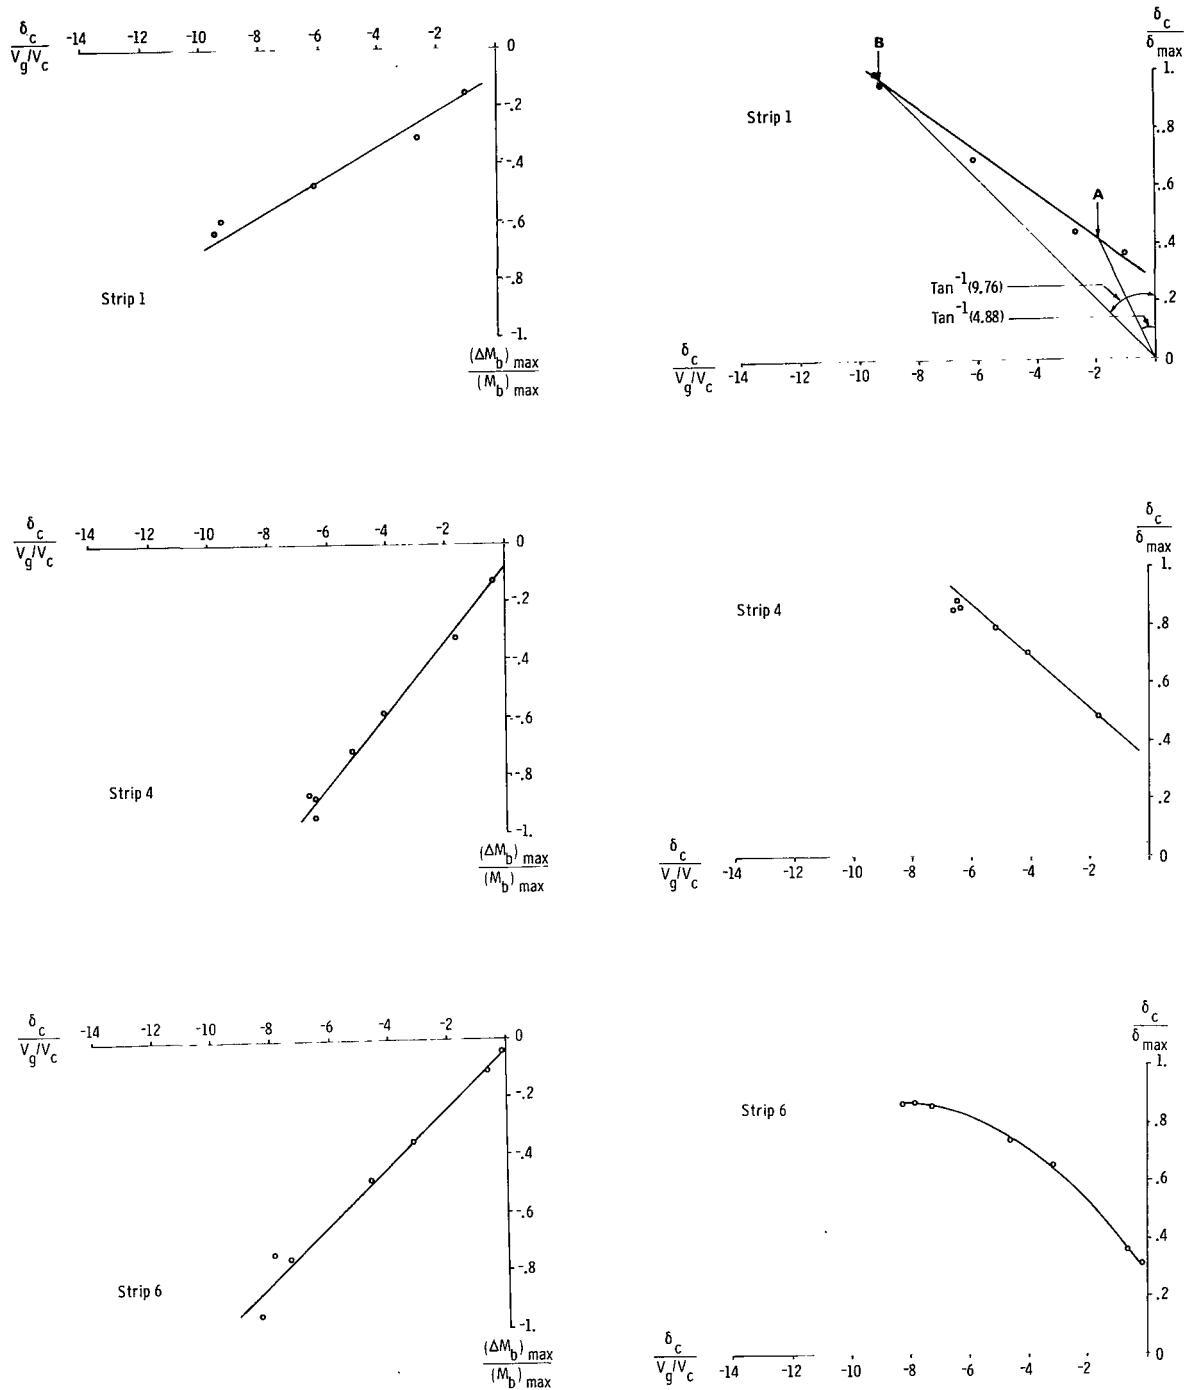 δc
Vg/Vc
-14 -12 -10 -8 -6 -4 -2 0
-.2
-.4
-.6
-.8
-1.
(ΔMb)max
(Mb)max
Strip 1
δc
δmax
1.
.8
.6
.4
.2
0
B
A
Strip 1
Tan-1(9.76)
Tan-1(4.88)
δc
Vg/Vc
-14 -12 -10 -8 -6 -4 -2
δc
Vg/Vc
-14 -12 -10 -8 -6 -4 -2 0
-.2
-.4
-.6
-.8
-1.
(ΔMb)max
(Mb)max
Strip 4
δc
δmax
1.
.8
.6
.4
.2
0
Strip 4
δc
Vg/Vc
-14 -12 -10 -8 -6 -4 -2
δc
Vg/Vc
-14 -12 -10 -8 -6 -4 -2 0
-.2
-.4
-.6
-.8
-1.
(ΔMb)max
(Mb)max
Strip 6
δc
δmax
1.
.8
.6
.4
.2
0
Strip 6
δc
Vg/Vc
-14 -12 -10 -8 -6 -4 -2